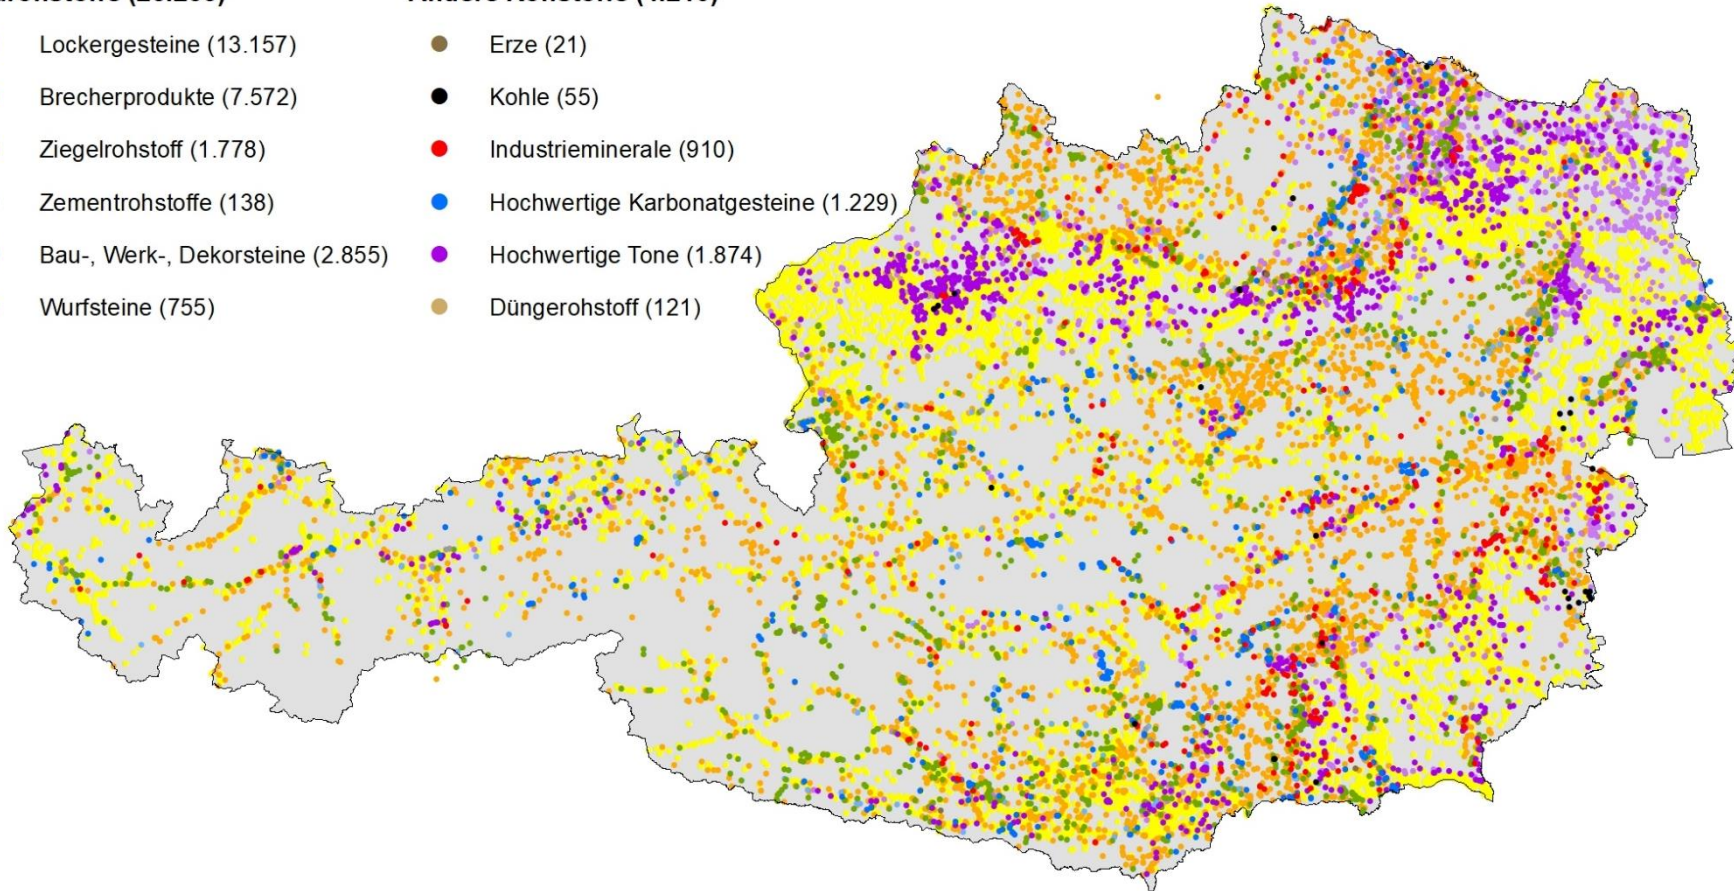 Lockergesteine (13.157)
Brecherprodukte (7.572)
Ziegelrohstoff (1.778)
Zementrohstoffe (138)
Bau-, Werk-, Dekorsteine (2.855)
Wurfsteine (755)
Erze (21)
Kohle (55)
Industrieminerale (910)
Hochwertige Karbonatgesteine (1.229)
Hochwertige Tone (1.874)
Düngerohstoff (121)